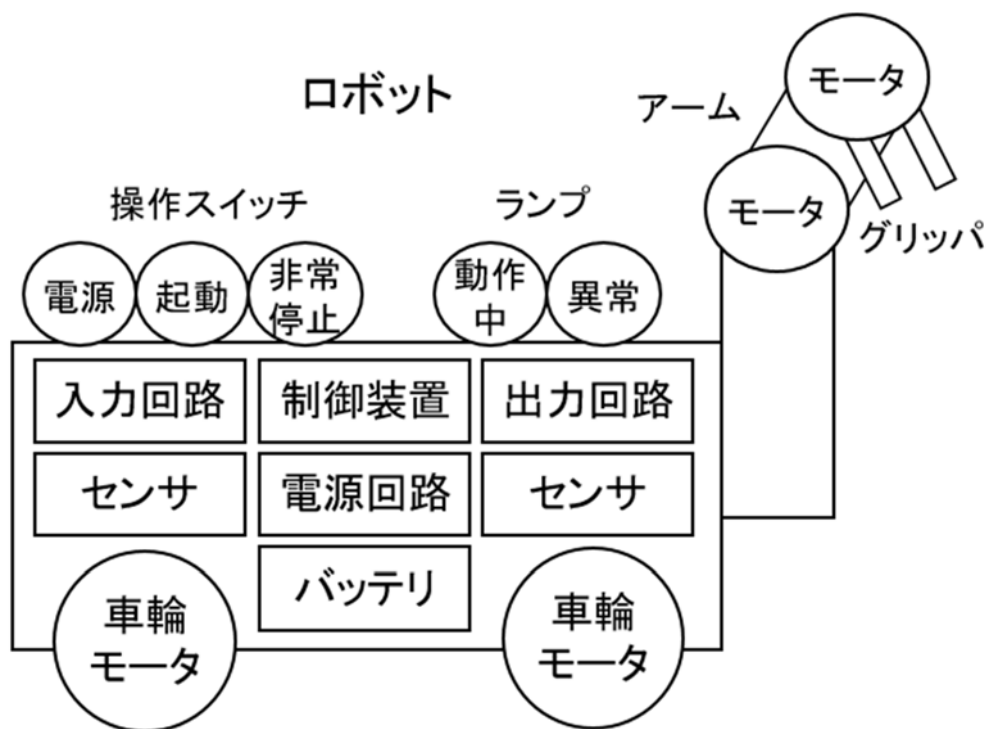 ロボット
アーム
モータ
モータ
グリッパ
操作スイッチ
ランプ
電源
起動
非常
停止
動作
中
異常
入力回路
制御装置
出力回路
センサ
電源回路
センサ
バッテリ
車輪
モータ
車輪
モータ